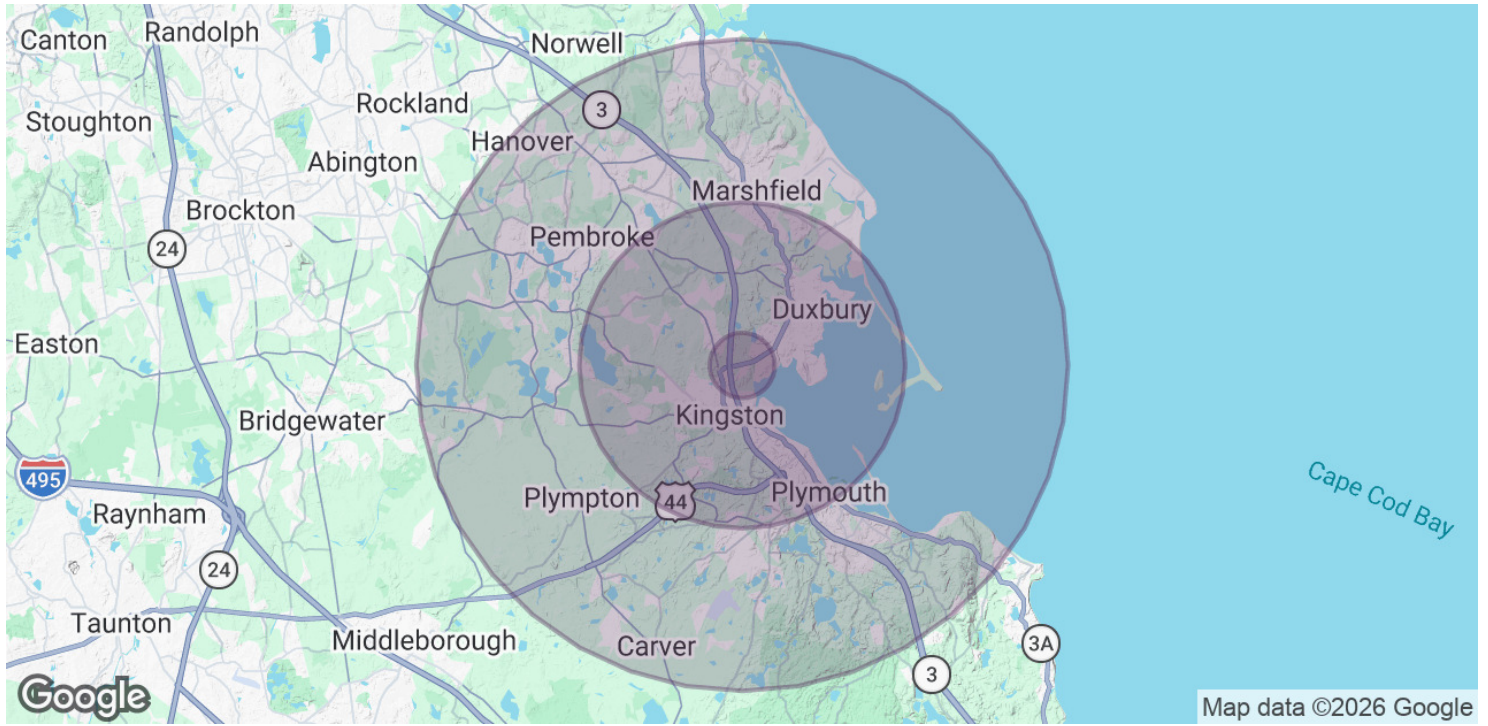 Canton
Randolph
Norwell
Rockland
3
Stoughton
Hanover
Abington
Marshfield
Brockton
Pembroke
24
Duxbury
Easton
Kingston
Bridgewater
495
Plymouth
Plympton
44
Cape Cod Bay
Raynham
24
Taunton
Middleborough
Carver
3A
3
Google
Map data ©2026 Google